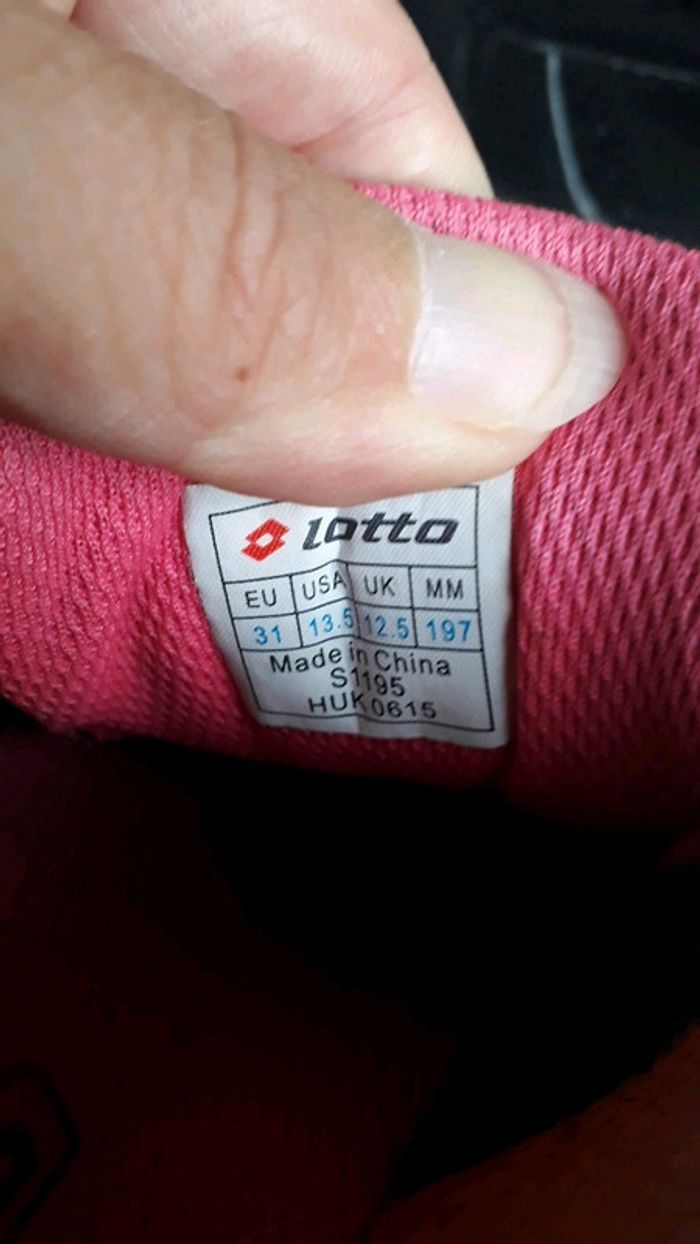 lotto
EU USA UK MM
31 13.5 12.5 197
Made in China
S1195
HUK0615